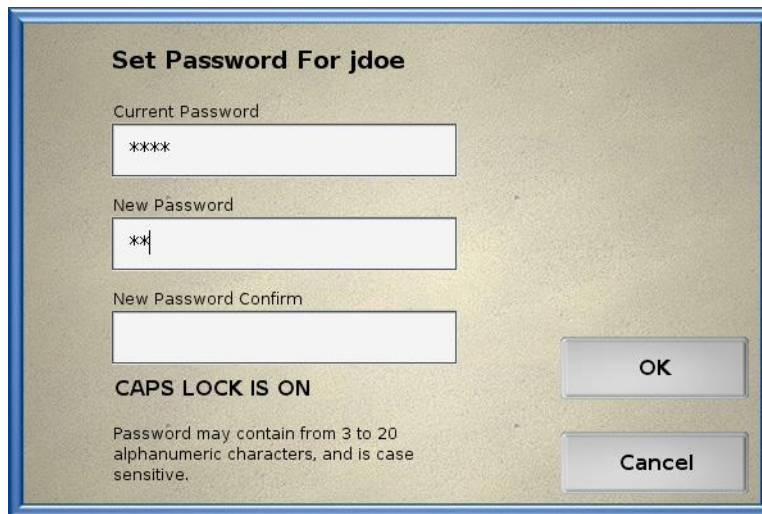 Set Password For jdoe
Current Password
****
New Password
**
New Password Confirm
CAPS LOCK IS ON
OK
Password may contain from 3 to 20
alphanumeric characters, and is case
sensitive.
Cancel